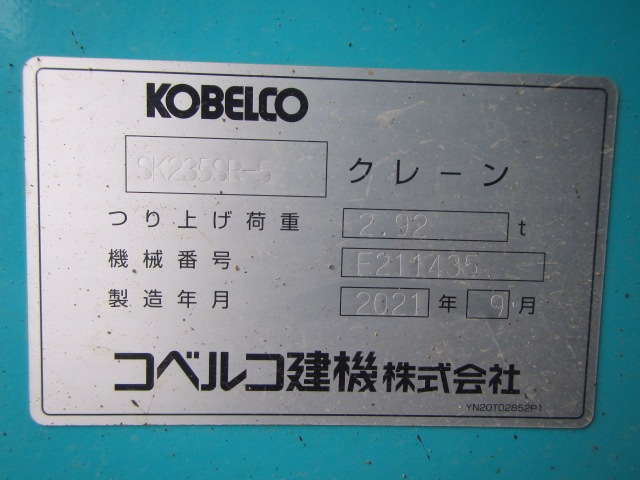 KOBELCO
SK235SR-5 クレーン
つり上げ荷重 2.92 t
機械番号 E211435
製造年月 2021 年 9 月
コベルコ建機株式会社
YN20T02852P1